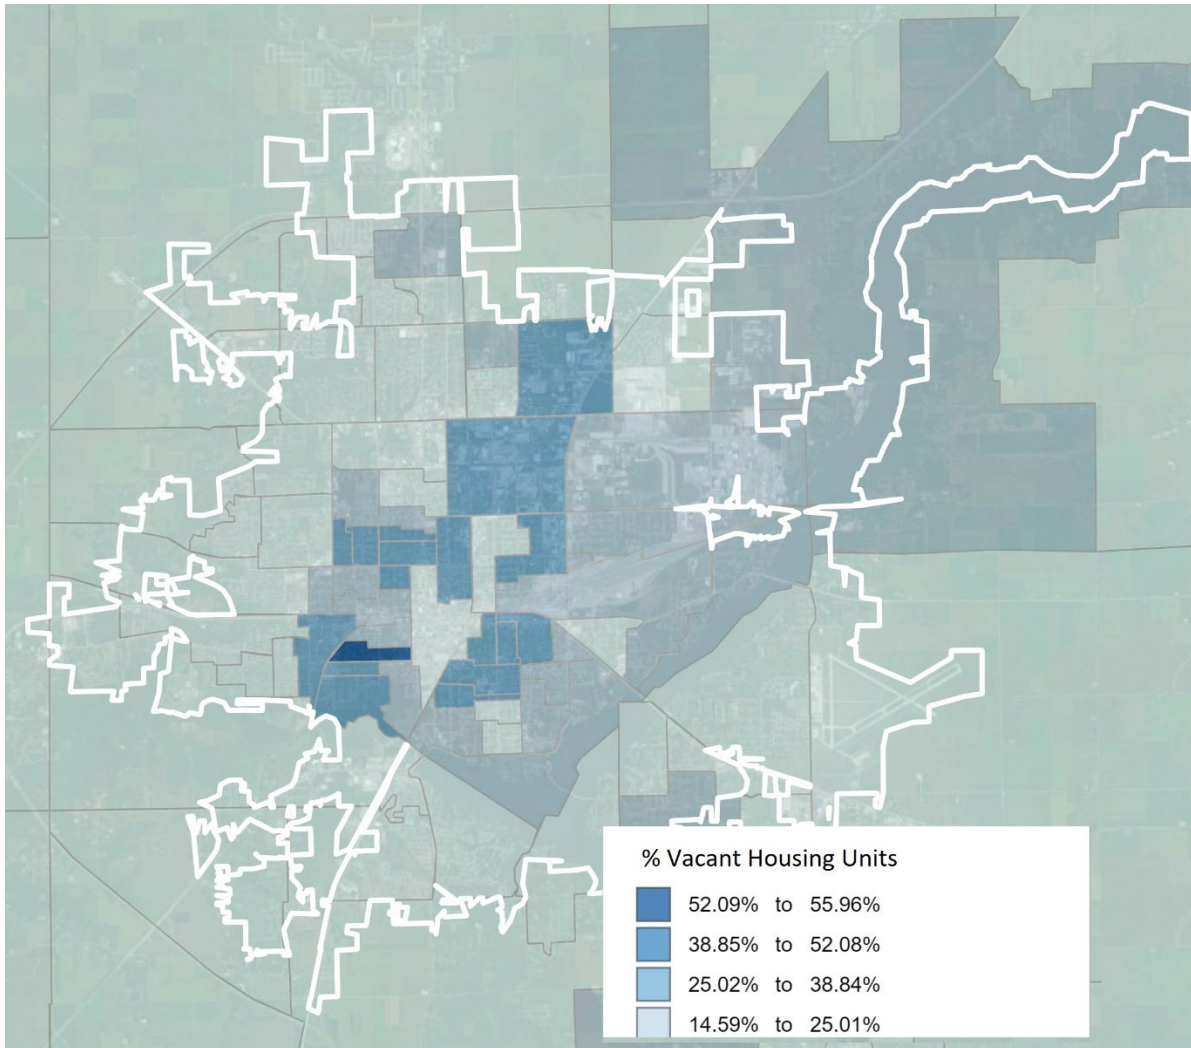 % Vacant Housing Units
52.09% to 55.96%
38.85% to 52.08%
25.02% to 38.84%
14.59% to 25.01%